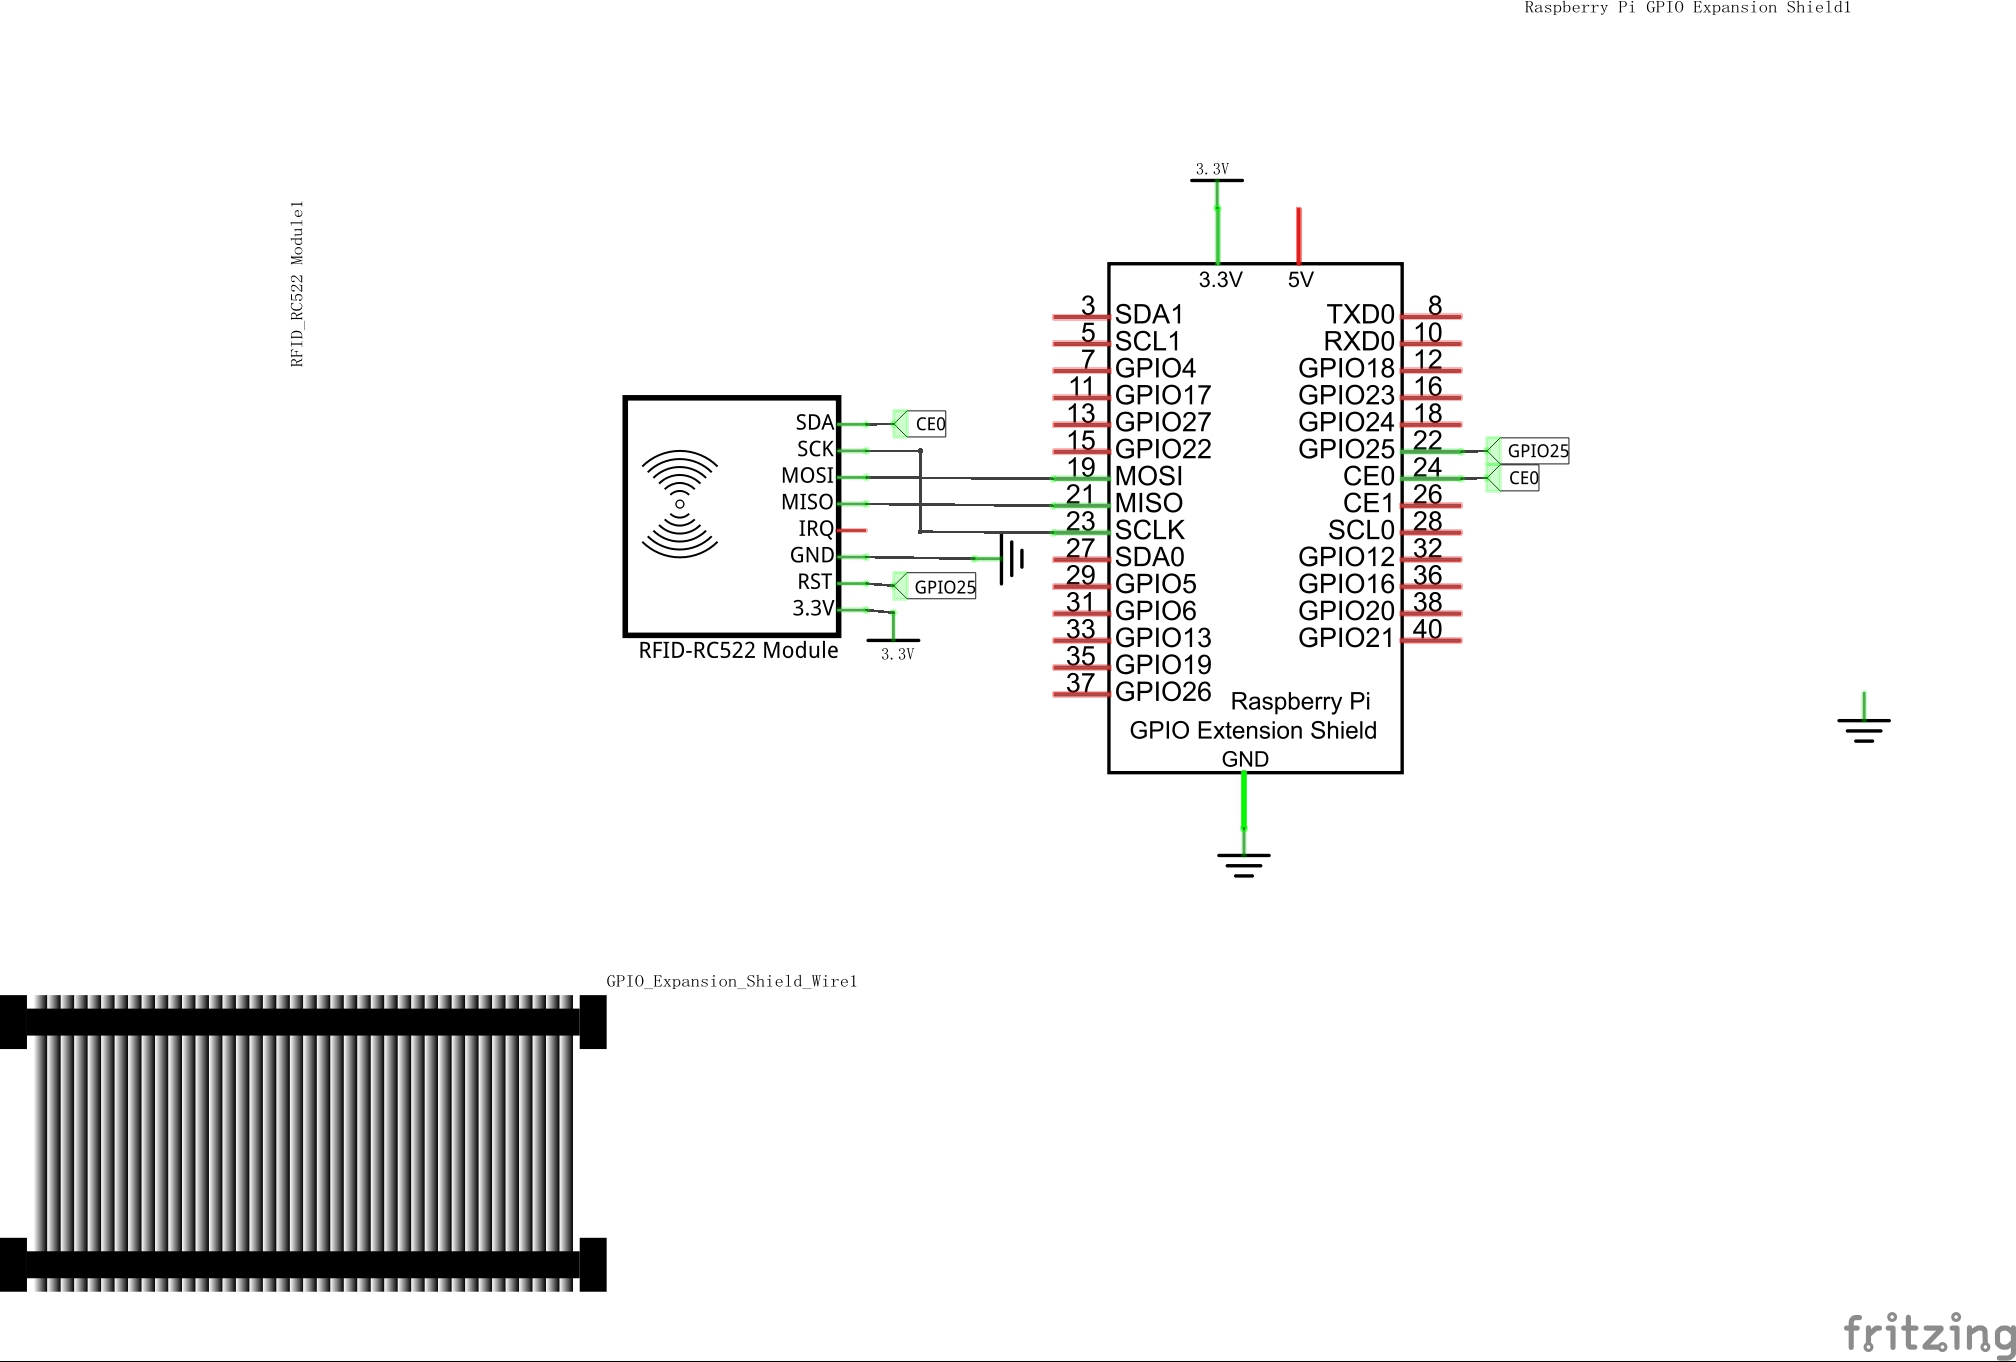 Raspberry Pi GPIO Expansion Shield1
RFID_RC522 Module1
3.3V
3.3V 5V
3 SDA1 TXD0 8
5 SCL1 RXD0 10
7 GPIO4 GPIO18 12
11 GPIO17 GPIO23 16
13 GPIO27 GPIO24 18
15 GPIO22 GPIO25 22 GPIO25
19 MOSI CE0 24 CE0
21 MISO CE1 26
23 SCLK SCL0 28
27 SDA0 GPIO12 32
29 GPIO5 GPIO16 36
31 GPIO6 GPIO20 38
33 GPIO13 GPIO21 40
35 GPIO19
37 GPIO26
Raspberry Pi
GPIO Extension Shield
GND
SDA CE0
SCK
MOSI
MISO
IRQ
GND
RST GPIO25
3.3V
3.3V
RFID-RC522 Module
GPIO_Expansion_Shield_Wire1
fritzing